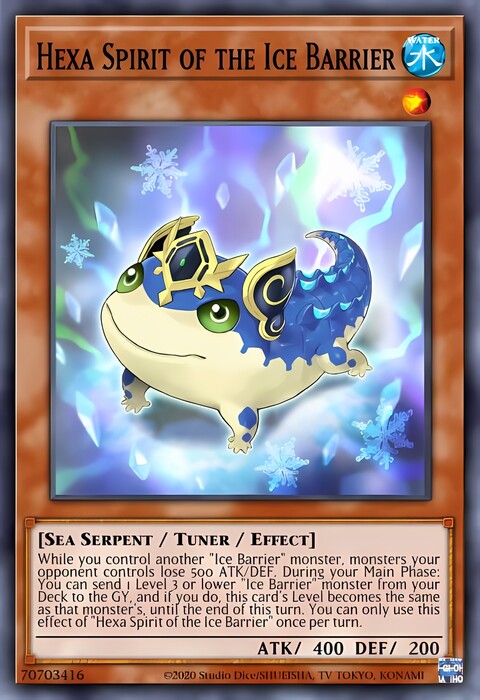 Hexa Spirit of the Ice Barrier
WATER
水
[Sea Serpent / Tuner / Effect]
While you control another "Ice Barrier" monster, monsters your
opponent controls lose 500 ATK/DEF. During your Main Phase:
You can send 1 Level 3 or lower "Ice Barrier" monster from your
Deck to the GY, and if you do, this card's Level becomes the same
as that monster's, until the end of this turn. You can only use this
effect of "Hexa Spirit of the Ice Barrier" once per turn.
ATK/ 400 DEF/ 200
70703416
©2020 Studio Dice/SHUEISHA, TV TOKYO, KONAMI